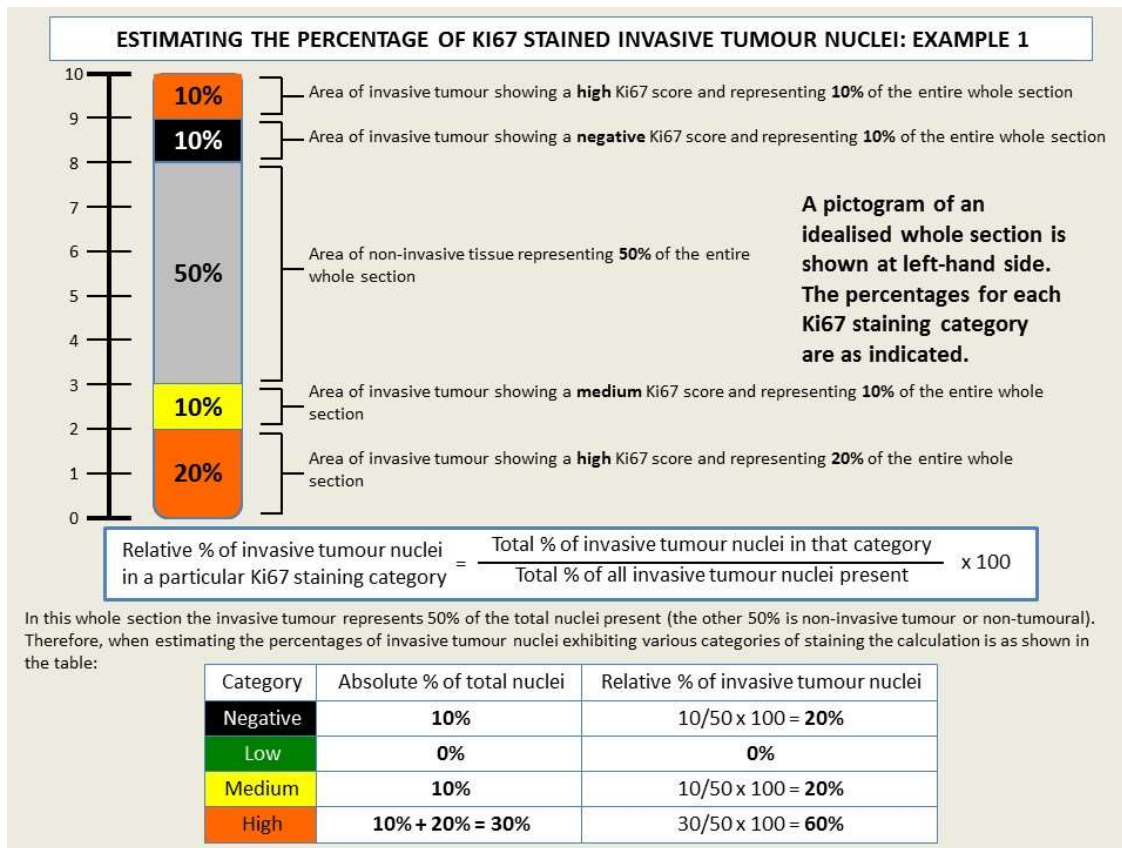 ESTIMATING THE PERCENTAGE OF KI67 STAINED INVASIVE TUMOUR NUCLEI: EXAMPLE 1
10
9
8
7
6
5
4
3
2
1
0
10%
10%
50%
10%
20%
Area of invasive tumour showing a high Ki67 score and representing 10% of the entire whole section
Area of invasive tumour showing a negative Ki67 score and representing 10% of the entire whole section
Area of non-invasive tissue representing 50% of the entire
whole section
Area of invasive tumour showing a medium Ki67 score and representing 10% of the entire whole
section
Area of invasive tumour showing a high Ki67 score and representing 20% of the entire whole
section
A pictogram of an
idealised whole section is
shown at left-hand side.
The percentages for each
Ki67 staining category
are as indicated.
Relative % of invasive tumour nuclei
in a particular Ki67 staining category
=
Total % of invasive tumour nuclei in that category
Total % of all invasive tumour nuclei present
x 100
In this whole section the invasive tumour represents 50% of the total nuclei present (the other 50% is non-invasive tumour or non-tumoural).
Therefore, when estimating the percentages of invasive tumour nuclei exhibiting various categories of staining the calculation is as shown in
the table:
Category Absolute % of total nuclei Relative % of invasive tumour nuclei
Negative 10% 10/50 x 100 = 20%
Low 0% 0%
Medium 10% 10/50 x 100 = 20%
High 10% + 20% = 30% 30/50 x 100 = 60%